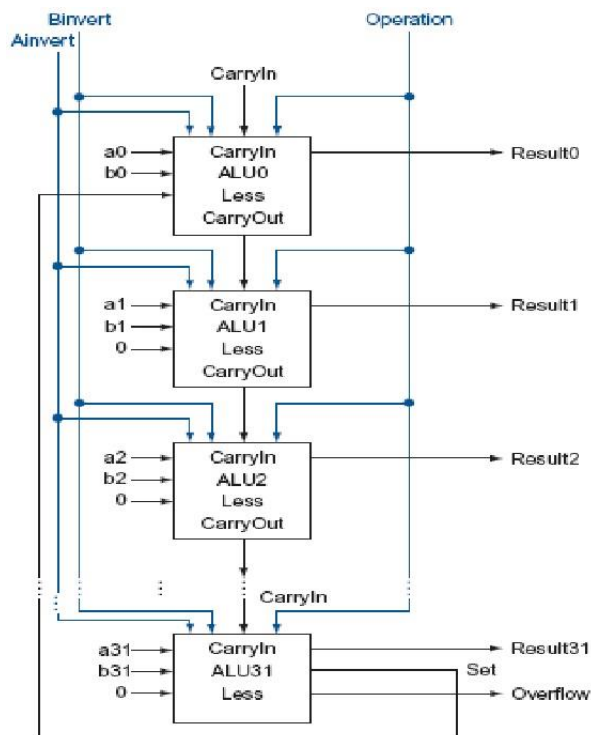 Binvert
Operation
Ainvert
CarryIn
a0
b0
CarryIn
ALU0
Less
CarryOut
Result0
a1
b1
0
CarryIn
ALU1
Less
CarryOut
Result1
a2
b2
0
CarryIn
ALU2
Less
CarryOut
Result2
CarryIn
a31
b31
0
CarryIn
ALU31
Less
Result31
Set
Overflow